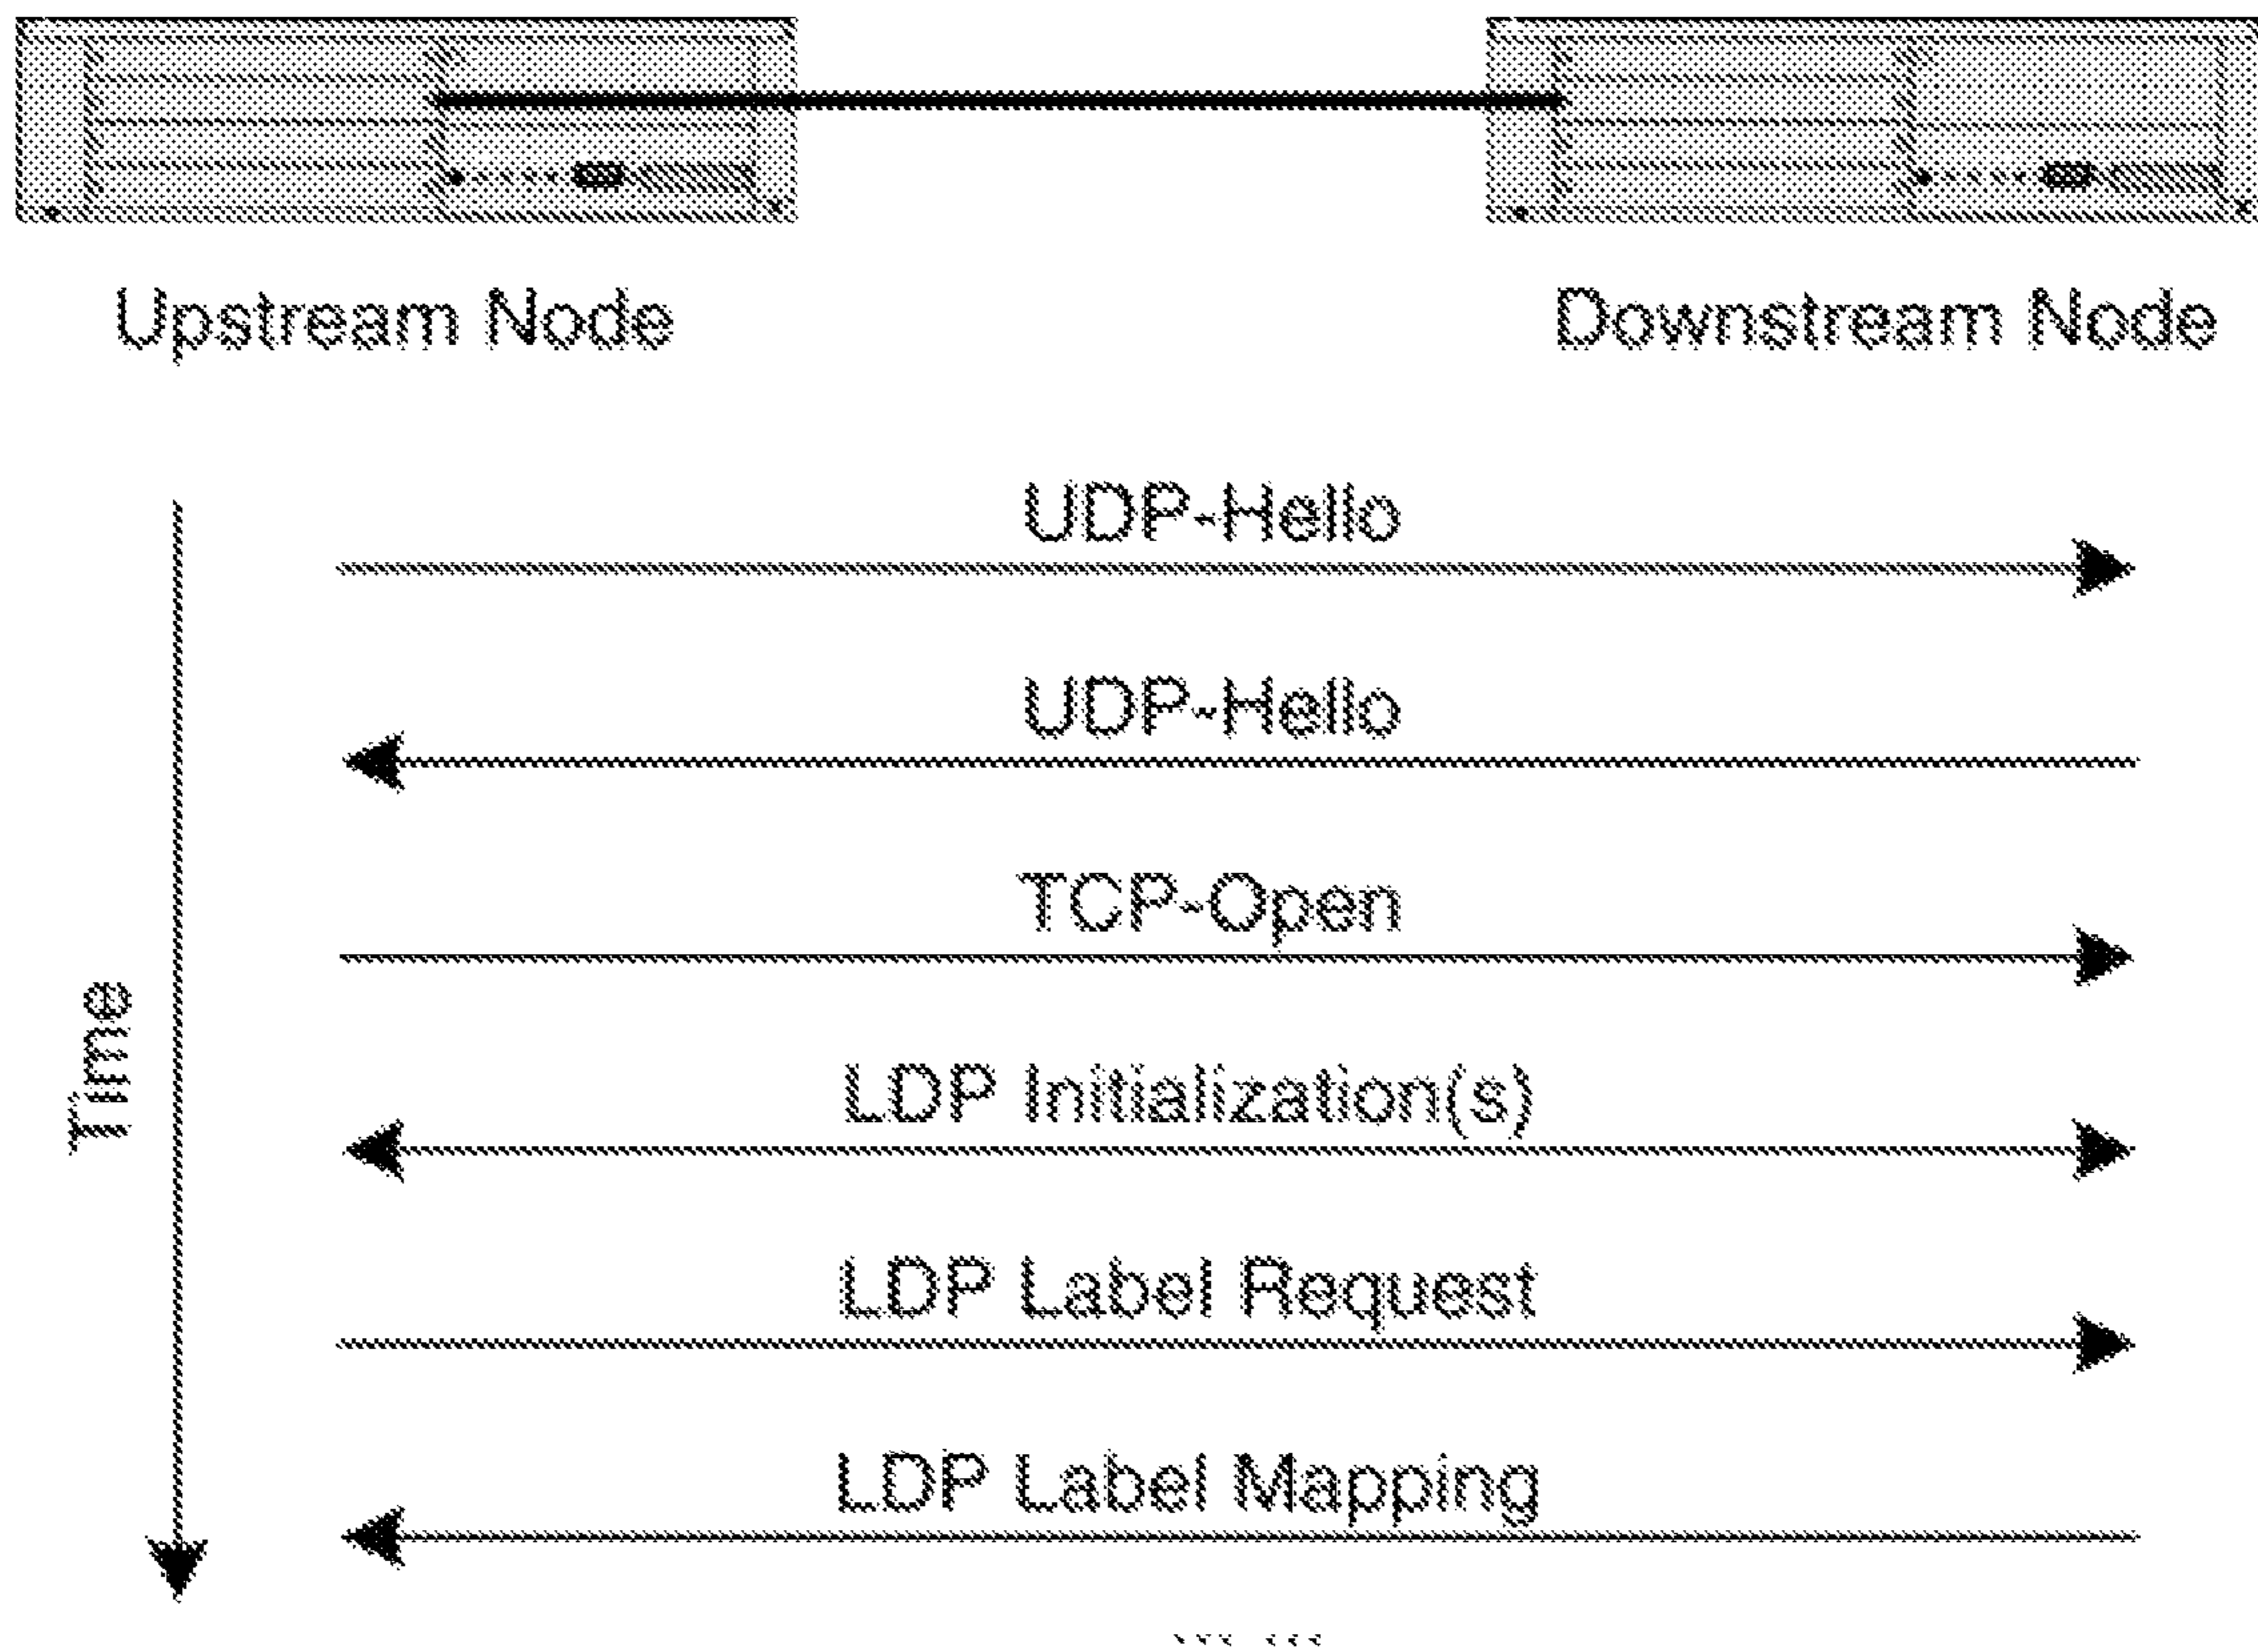 Upstream Node
Downstream Node
UDP-Hello
UDP-Hello
TCP-Open
Time
LDP Initialization(s)
LDP Label Request
LDP Label Mapping